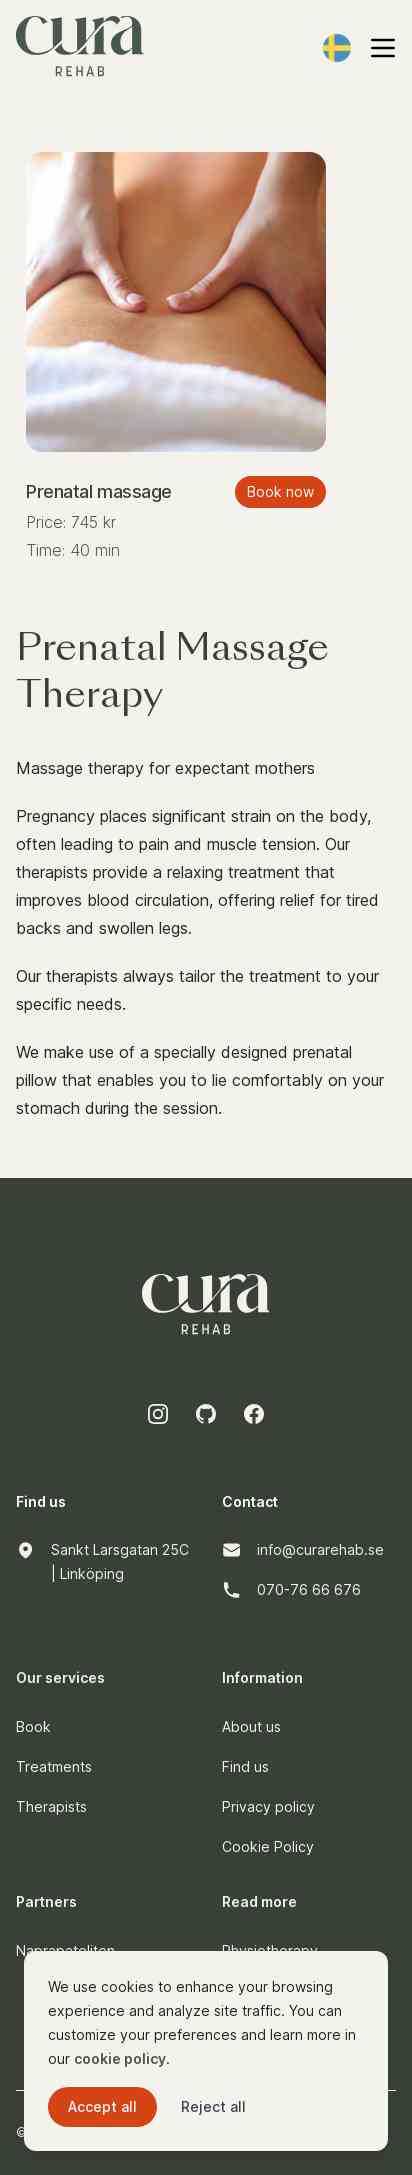 cura
REHAB
Prenatal massage
Book now
Price: 745 kr
Time: 40 min
Prenatal Massage
Therapy
Massage therapy for expectant mothers
Pregnancy places significant strain on the body,
often leading to pain and muscle tension. Our
therapists provide a relaxing treatment that
improves blood circulation, offering relief for tired
backs and swollen legs.
Our therapists always tailor the treatment to your
specific needs.
We make use of a specially designed prenatal
pillow that enables you to lie comfortably on your
stomach during the session.
cura
REHAB
Find us
Sankt Larsgatan 25C
| Linköping
Contact
info@curarehab.se
070-76 66 676
Our services
Book
Treatments
Therapists
Information
About us
Find us
Privacy policy
Cookie Policy
Partners
Read more
We use cookies to enhance your browsing
experience and analyze site traffic. You can
customize your preferences and learn more in
our cookie policy.
Accept all
Reject all
©